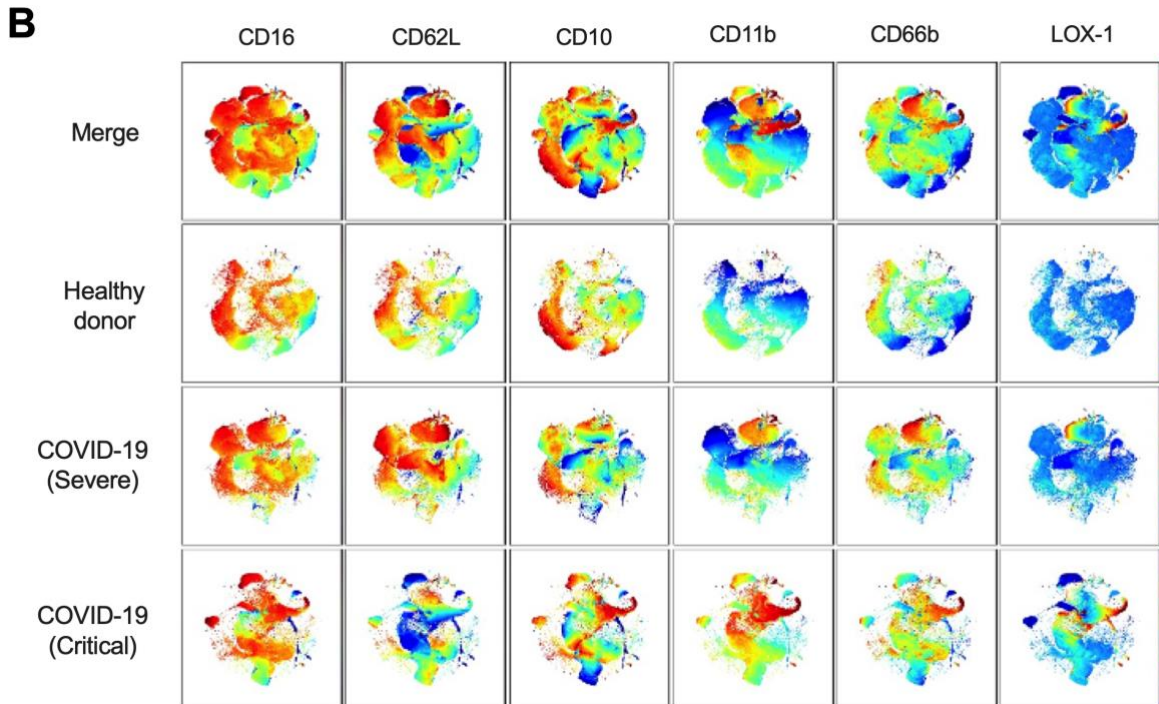 B
CD16 CD62L CD10 CD11b CD66b LOX-1
Merge
Healthy
donor
COVID-19
(Severe)
COVID-19
(Critical)